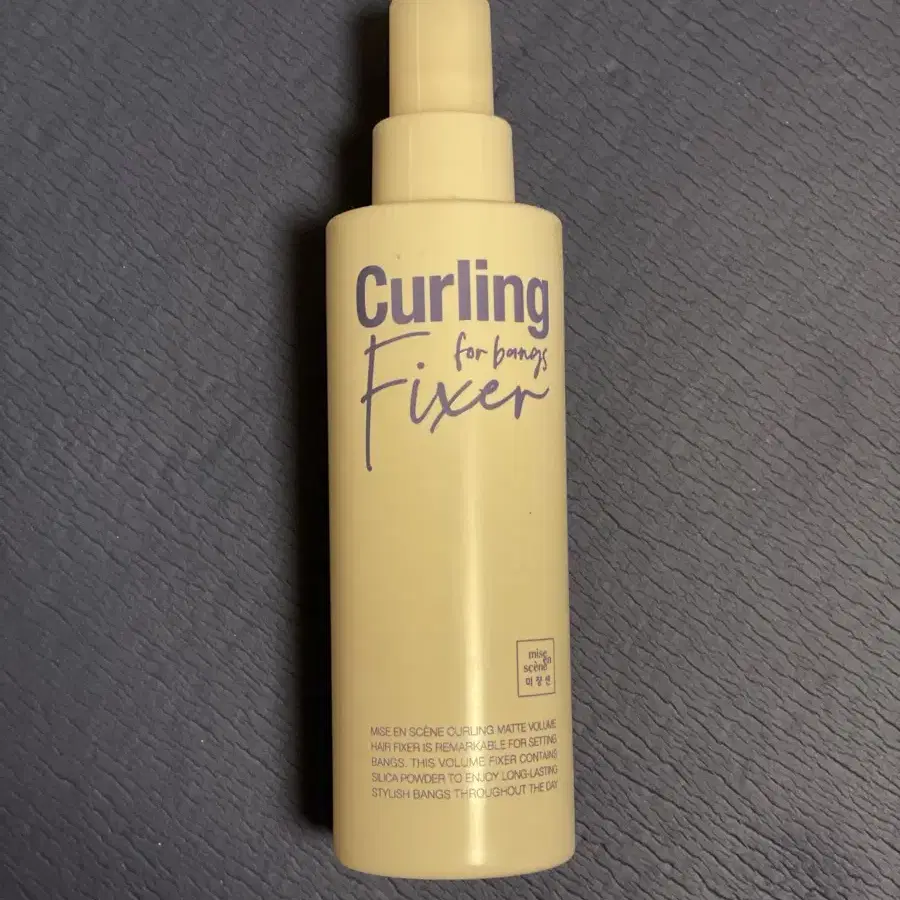 Curling
for bangs
Fixer
mise
en
scène
미쟝센
MISE EN SCÈNE CURLING MATTE VOLUME
HAIR FIXER IS REMARKABLE FOR SETTING
BANGS. THIS VOLUME FIXER CONTAINS
SILICA POWDER TO ENJOY LONG-LASTING
STYLISH BANGS THROUGHOUT THE DAY